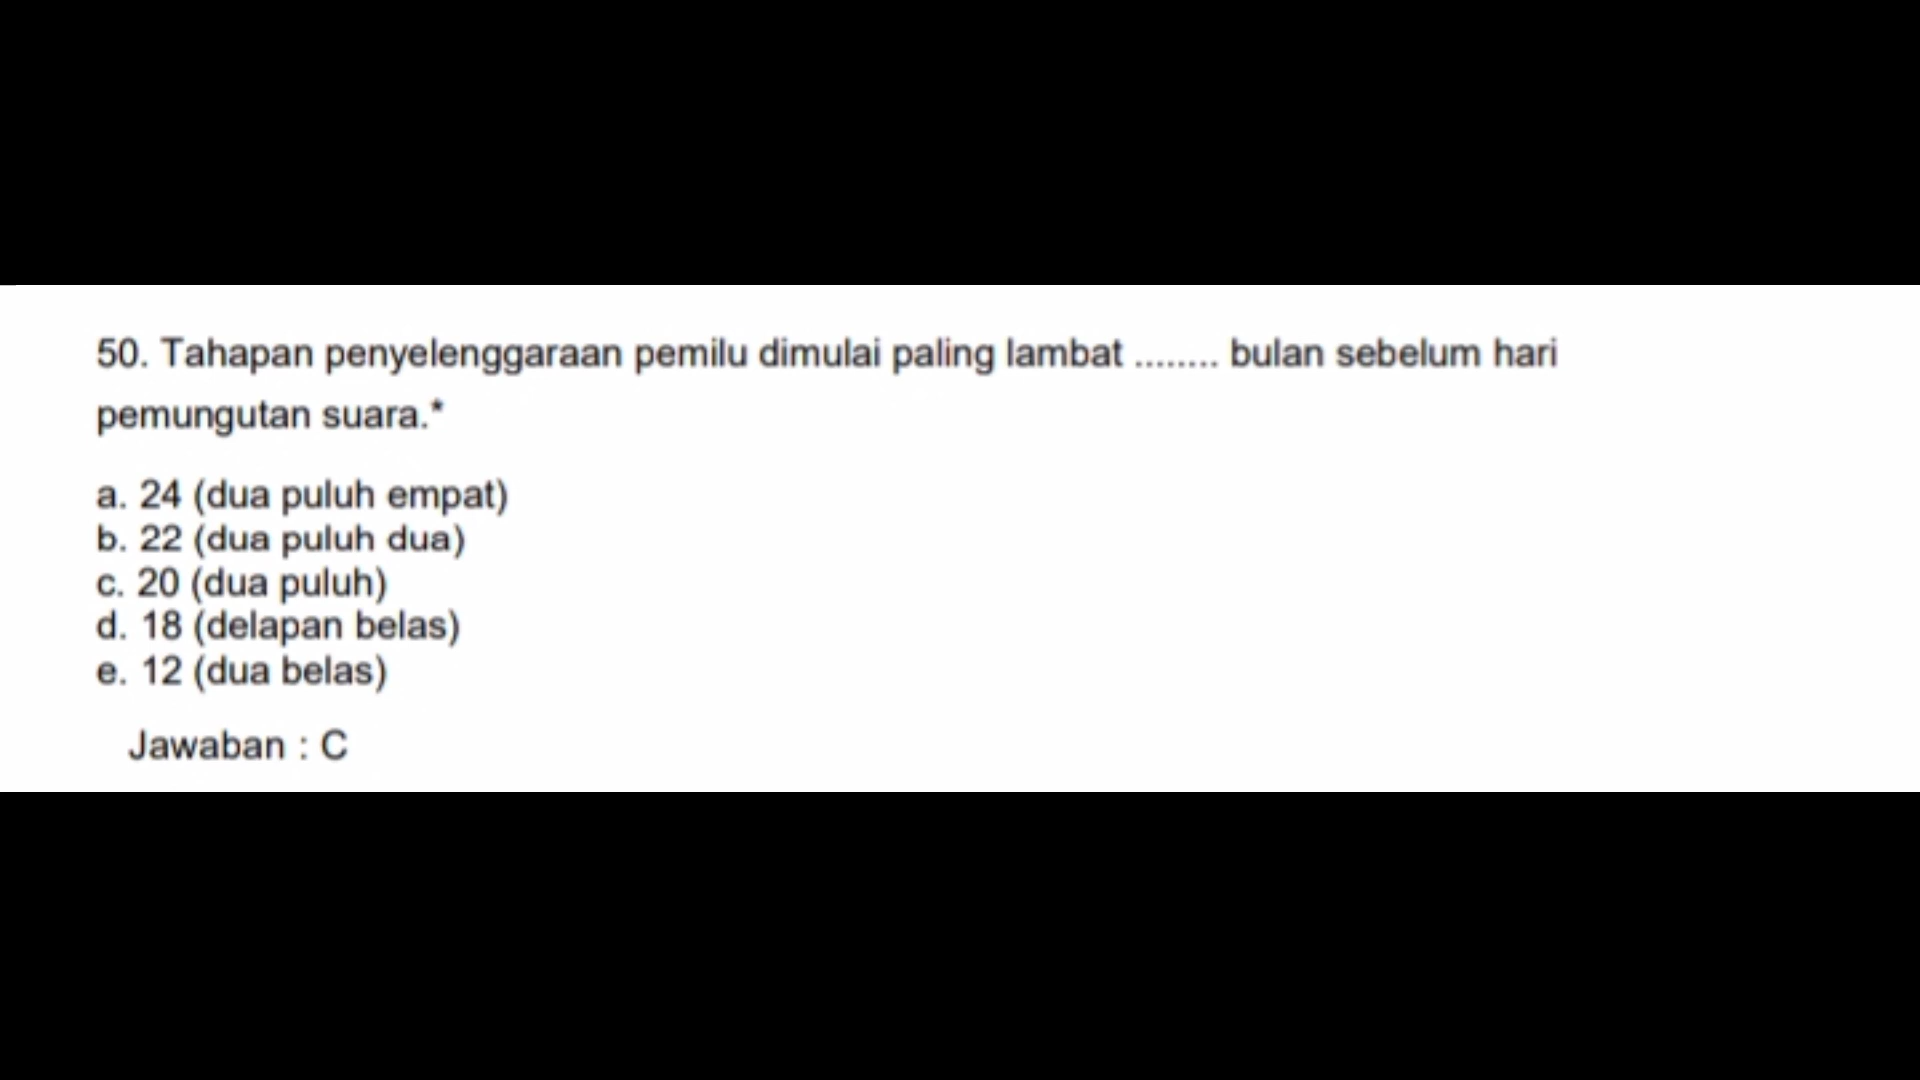 50. Tahapan penyelenggaraan pemilu dimulai paling lambat ........ bulan sebelum hari
pemungutan suara.*
a. 24 (dua puluh empat)
b. 22 (dua puluh dua)
c. 20 (dua puluh)
d. 18 (delapan belas)
e. 12 (dua belas)
Jawaban : C